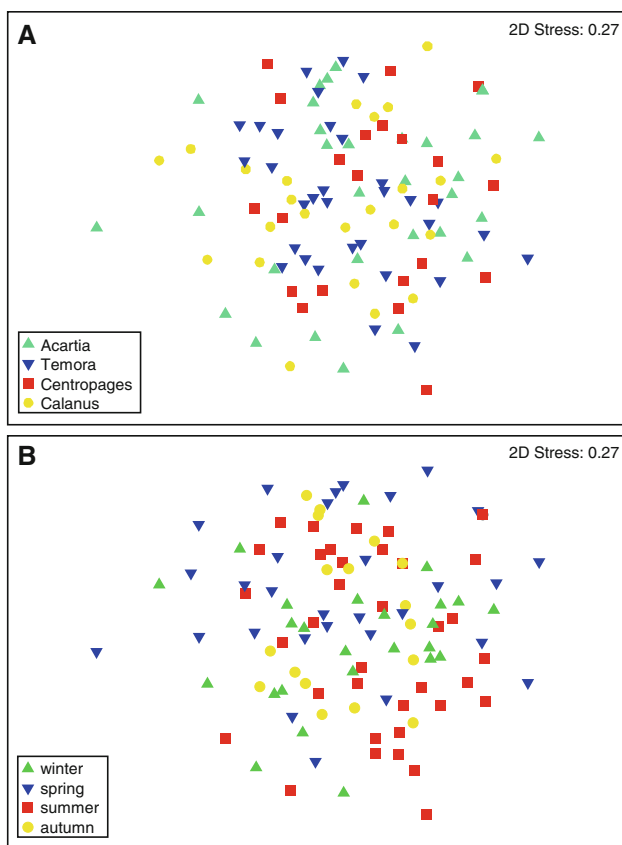 A
2D Stress: 0.27
Acartia
Temora
Centropages
Calanus
B
2D Stress: 0.27
winter
spring
summer
autumn